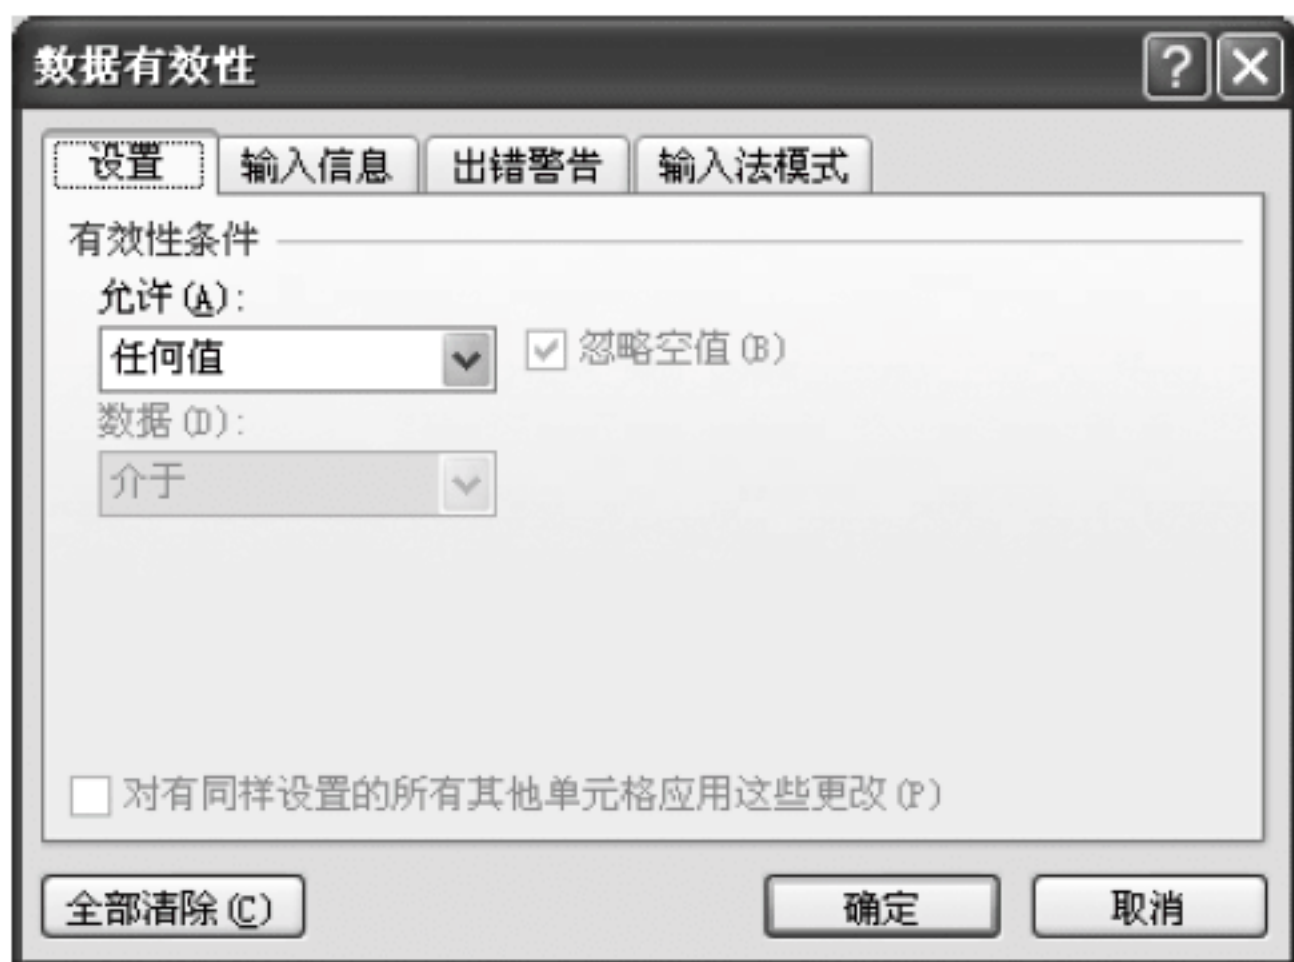 数据有效性
设置 输入信息 出错警告 输入法模式
有效性条件
允许(A):
任何值 忽略空值(B)
数据(D):
介于
对有同样设置的所有其他单元格应用这些更改(P)
全部清除(C) 确定 取消